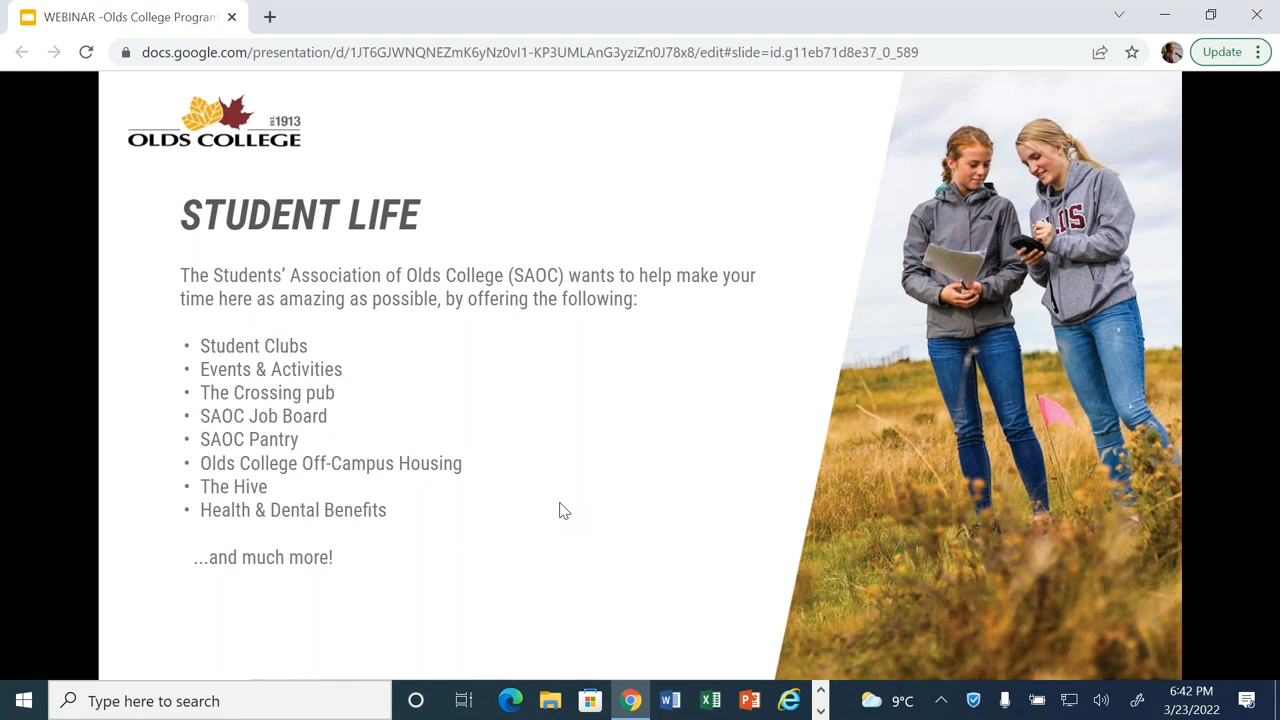 WEBINAR -Olds College Program
docs.google.com/presentation/d/1JT6GJWNQNEZmK6yNz0vI1-KP3UMLAnG3yziZn0J78x8/edit#slide=id.g11eb71d8e37_0_589
Update
EST. 1913
OLDS COLLEGE
STUDENT LIFE
The Students’ Association of Olds College (SAOC) wants to help make your
time here as amazing as possible, by offering the following:
• Student Clubs
• Events & Activities
• The Crossing pub
• SAOC Job Board
• SAOC Pantry
• Olds College Off-Campus Housing
• The Hive
• Health & Dental Benefits
...and much more!
Type here to search
9°C
6:42 PM
3/23/2022